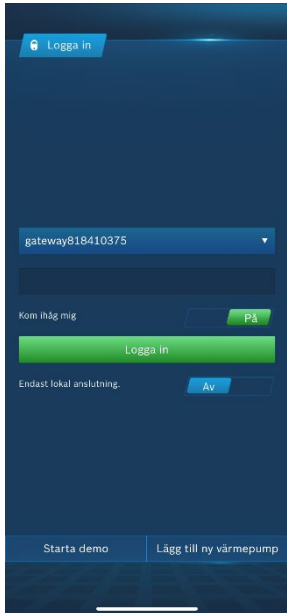 Logga in
gateway818410375
Kom ihåg mig
På
Logga in
Endast lokal anslutning.
Av
Starta demo
Lägg till ny värmepump